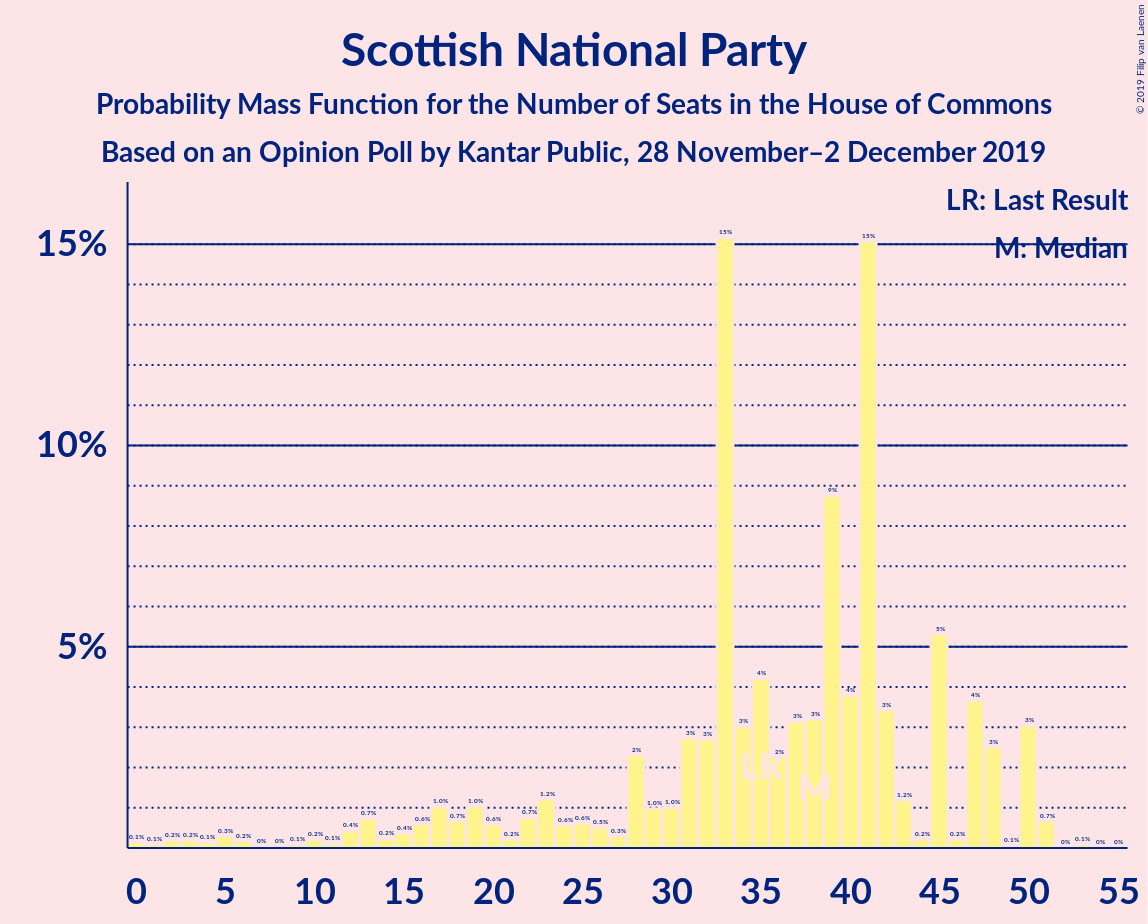 Scottish National Party
Probability Mass Function for the Number of Seats in the House of Commons
Based on an Opinion Poll by Kantar Public, 28 November–2 December 2019
© 2019 Filip van Laenen
LR: Last Result
M: Median
15%
10%
5%
0.1% 0.1% 0.2% 0.2% 0.1% 0.3% 0.2% 0% 0% 0.1% 0.2% 0.1% 0.4% 0.7% 0.2% 0.4% 0.6% 1.0% 0.7% 1.0% 0.6% 0.2% 0.7% 1.2% 0.6% 0.6% 0.5% 0.3% 2% 1.0% 1.0% 3% 3% 15% 3% 4% 2% 3% 3% 9% 4% 15% 3% 1.2% 0.2% 5% 0.2% 4% 3% 0.1% 3% 0.7% 0% 0.1% 0% 0%
LR M
0 5 10 15 20 25 30 35 40 45 50 55